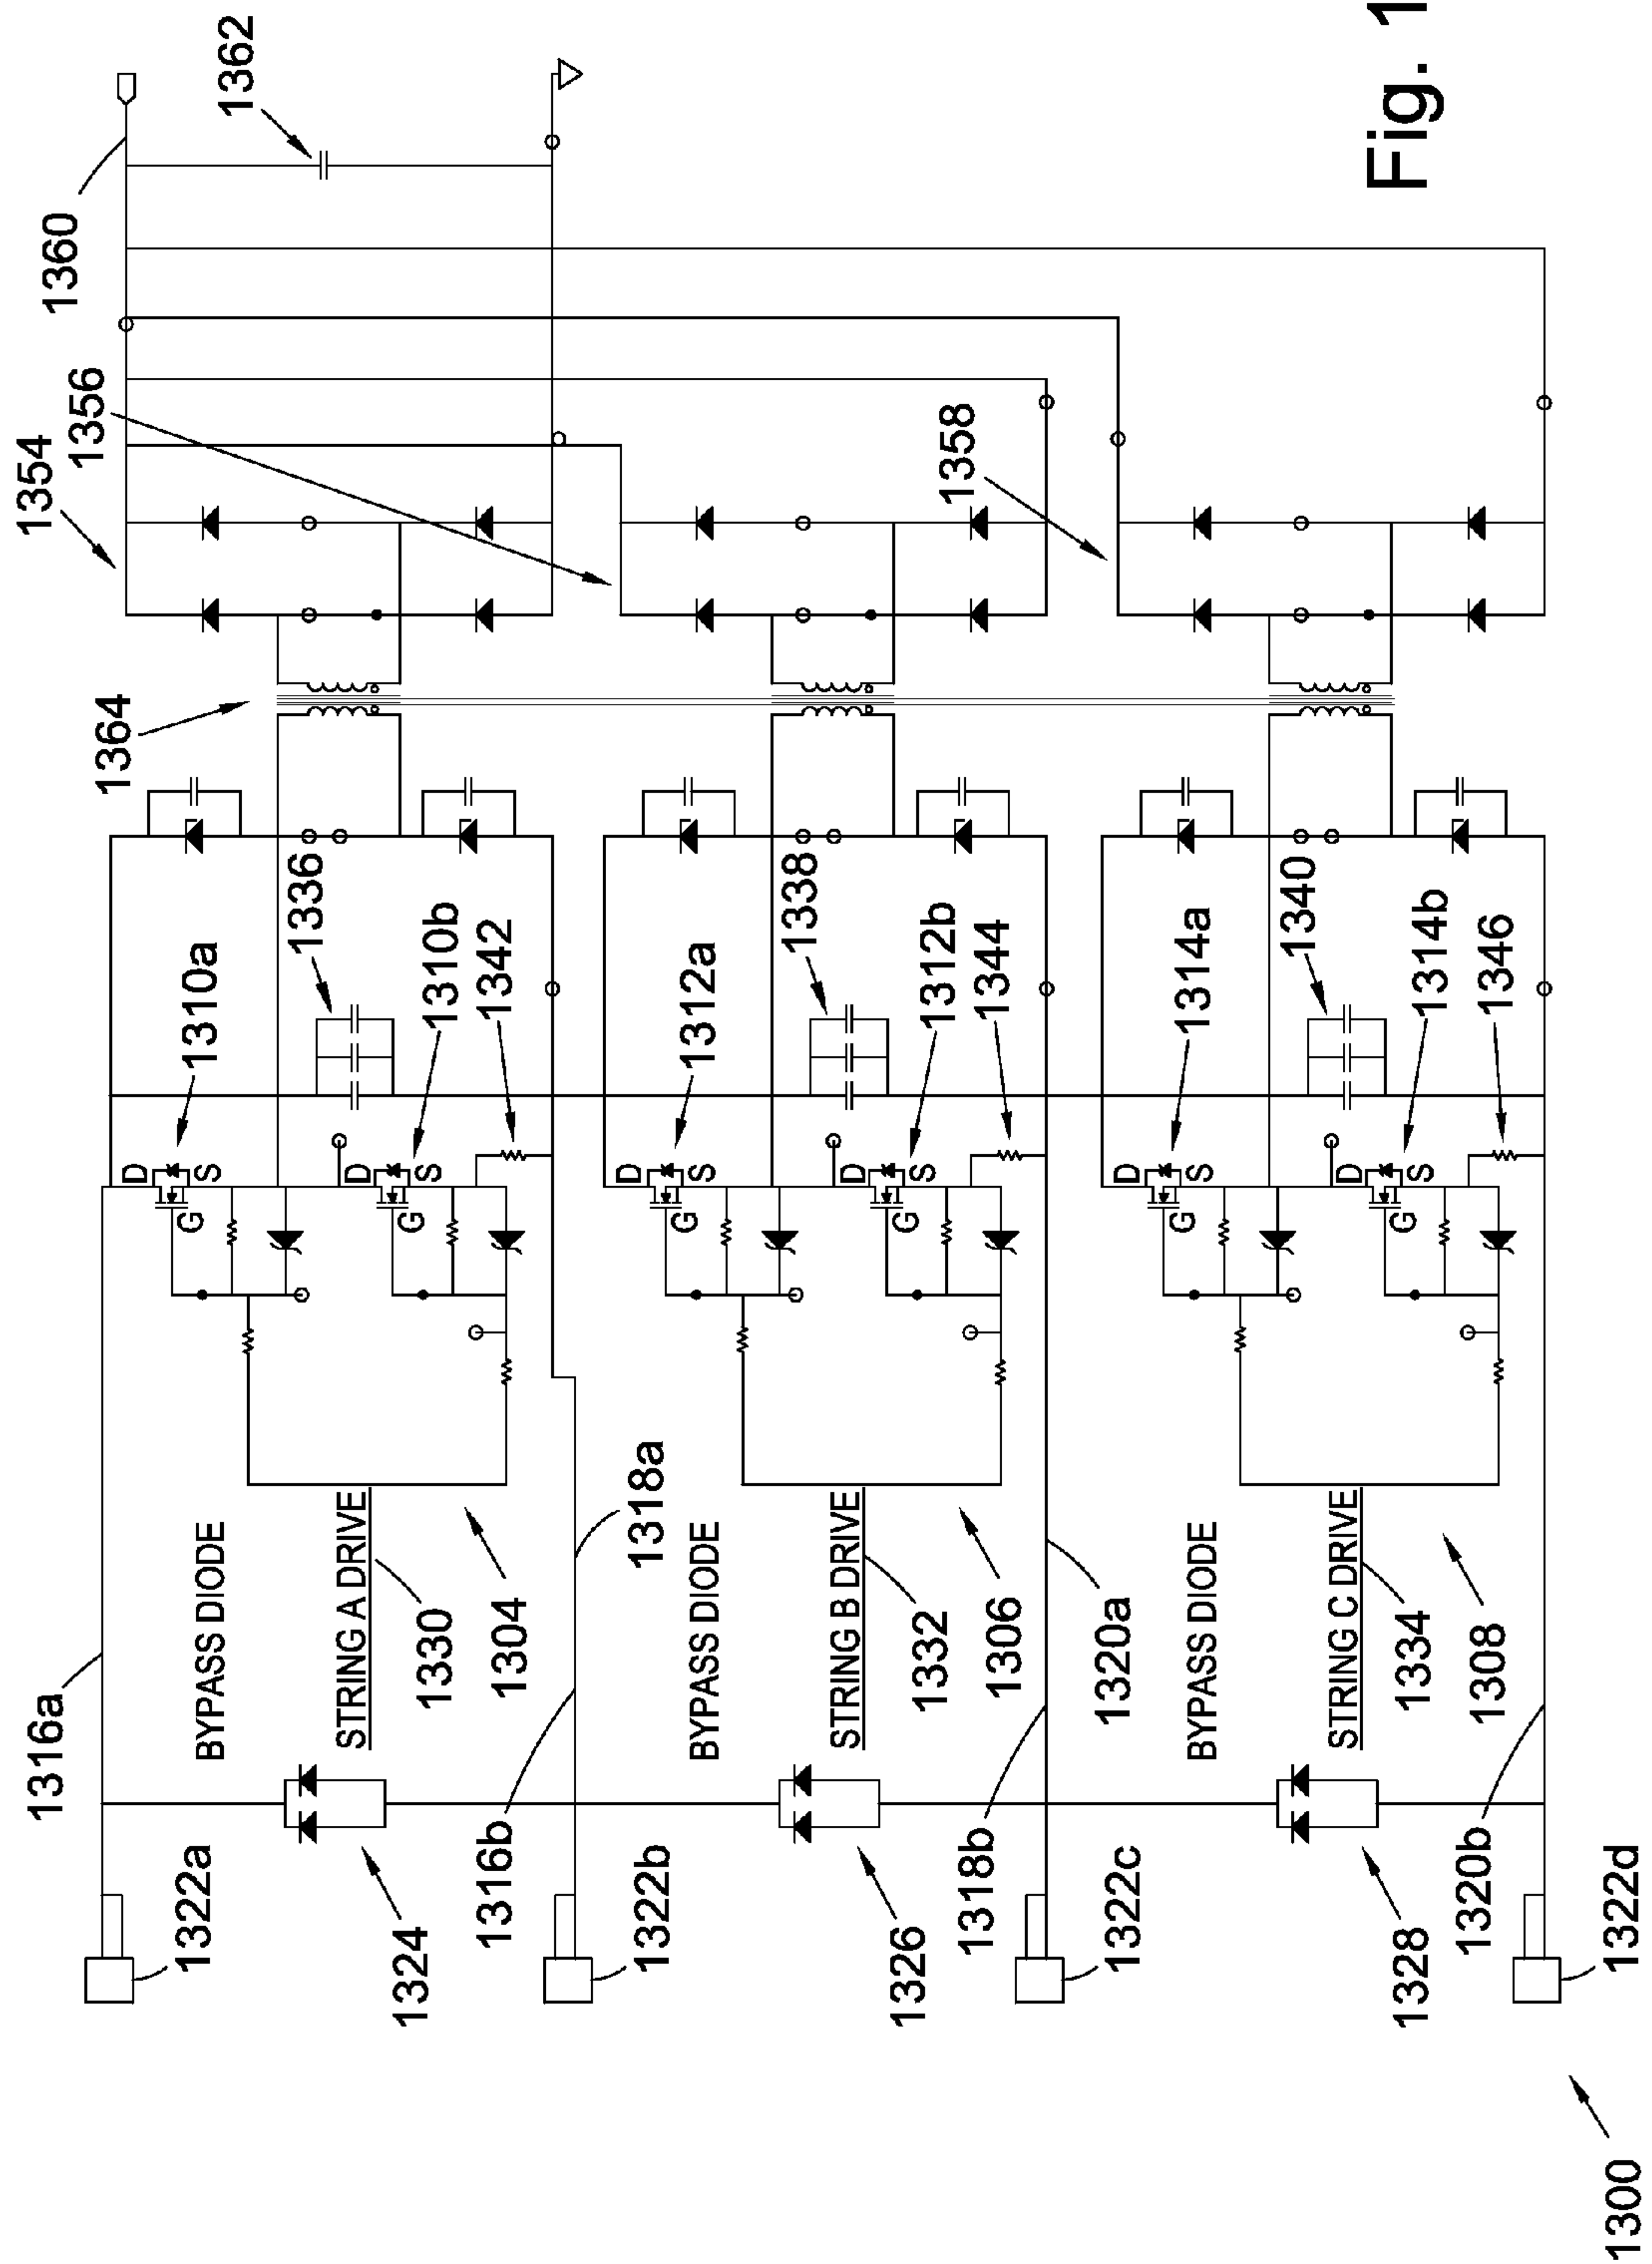 1300
1322a
1322b
1322c
1322d
1324
1326
1328
1316a
1316b
1318a
1318b
1320a
1320b
BYPASS DIODE
STRING A DRIVE
1330
1304
BYPASS DIODE
STRING B DRIVE
1332
1306
BYPASS DIODE
STRING C DRIVE
1334
1308
D
G
S
1310a
D
G
S
1310b
1336
1342
D
G
S
1312a
D
G
S
1312b
1338
1344
D
G
S
1314a
D
G
S
1314b
1340
1346
1364
1354
1356
1358
1360
1362
Fig. 1